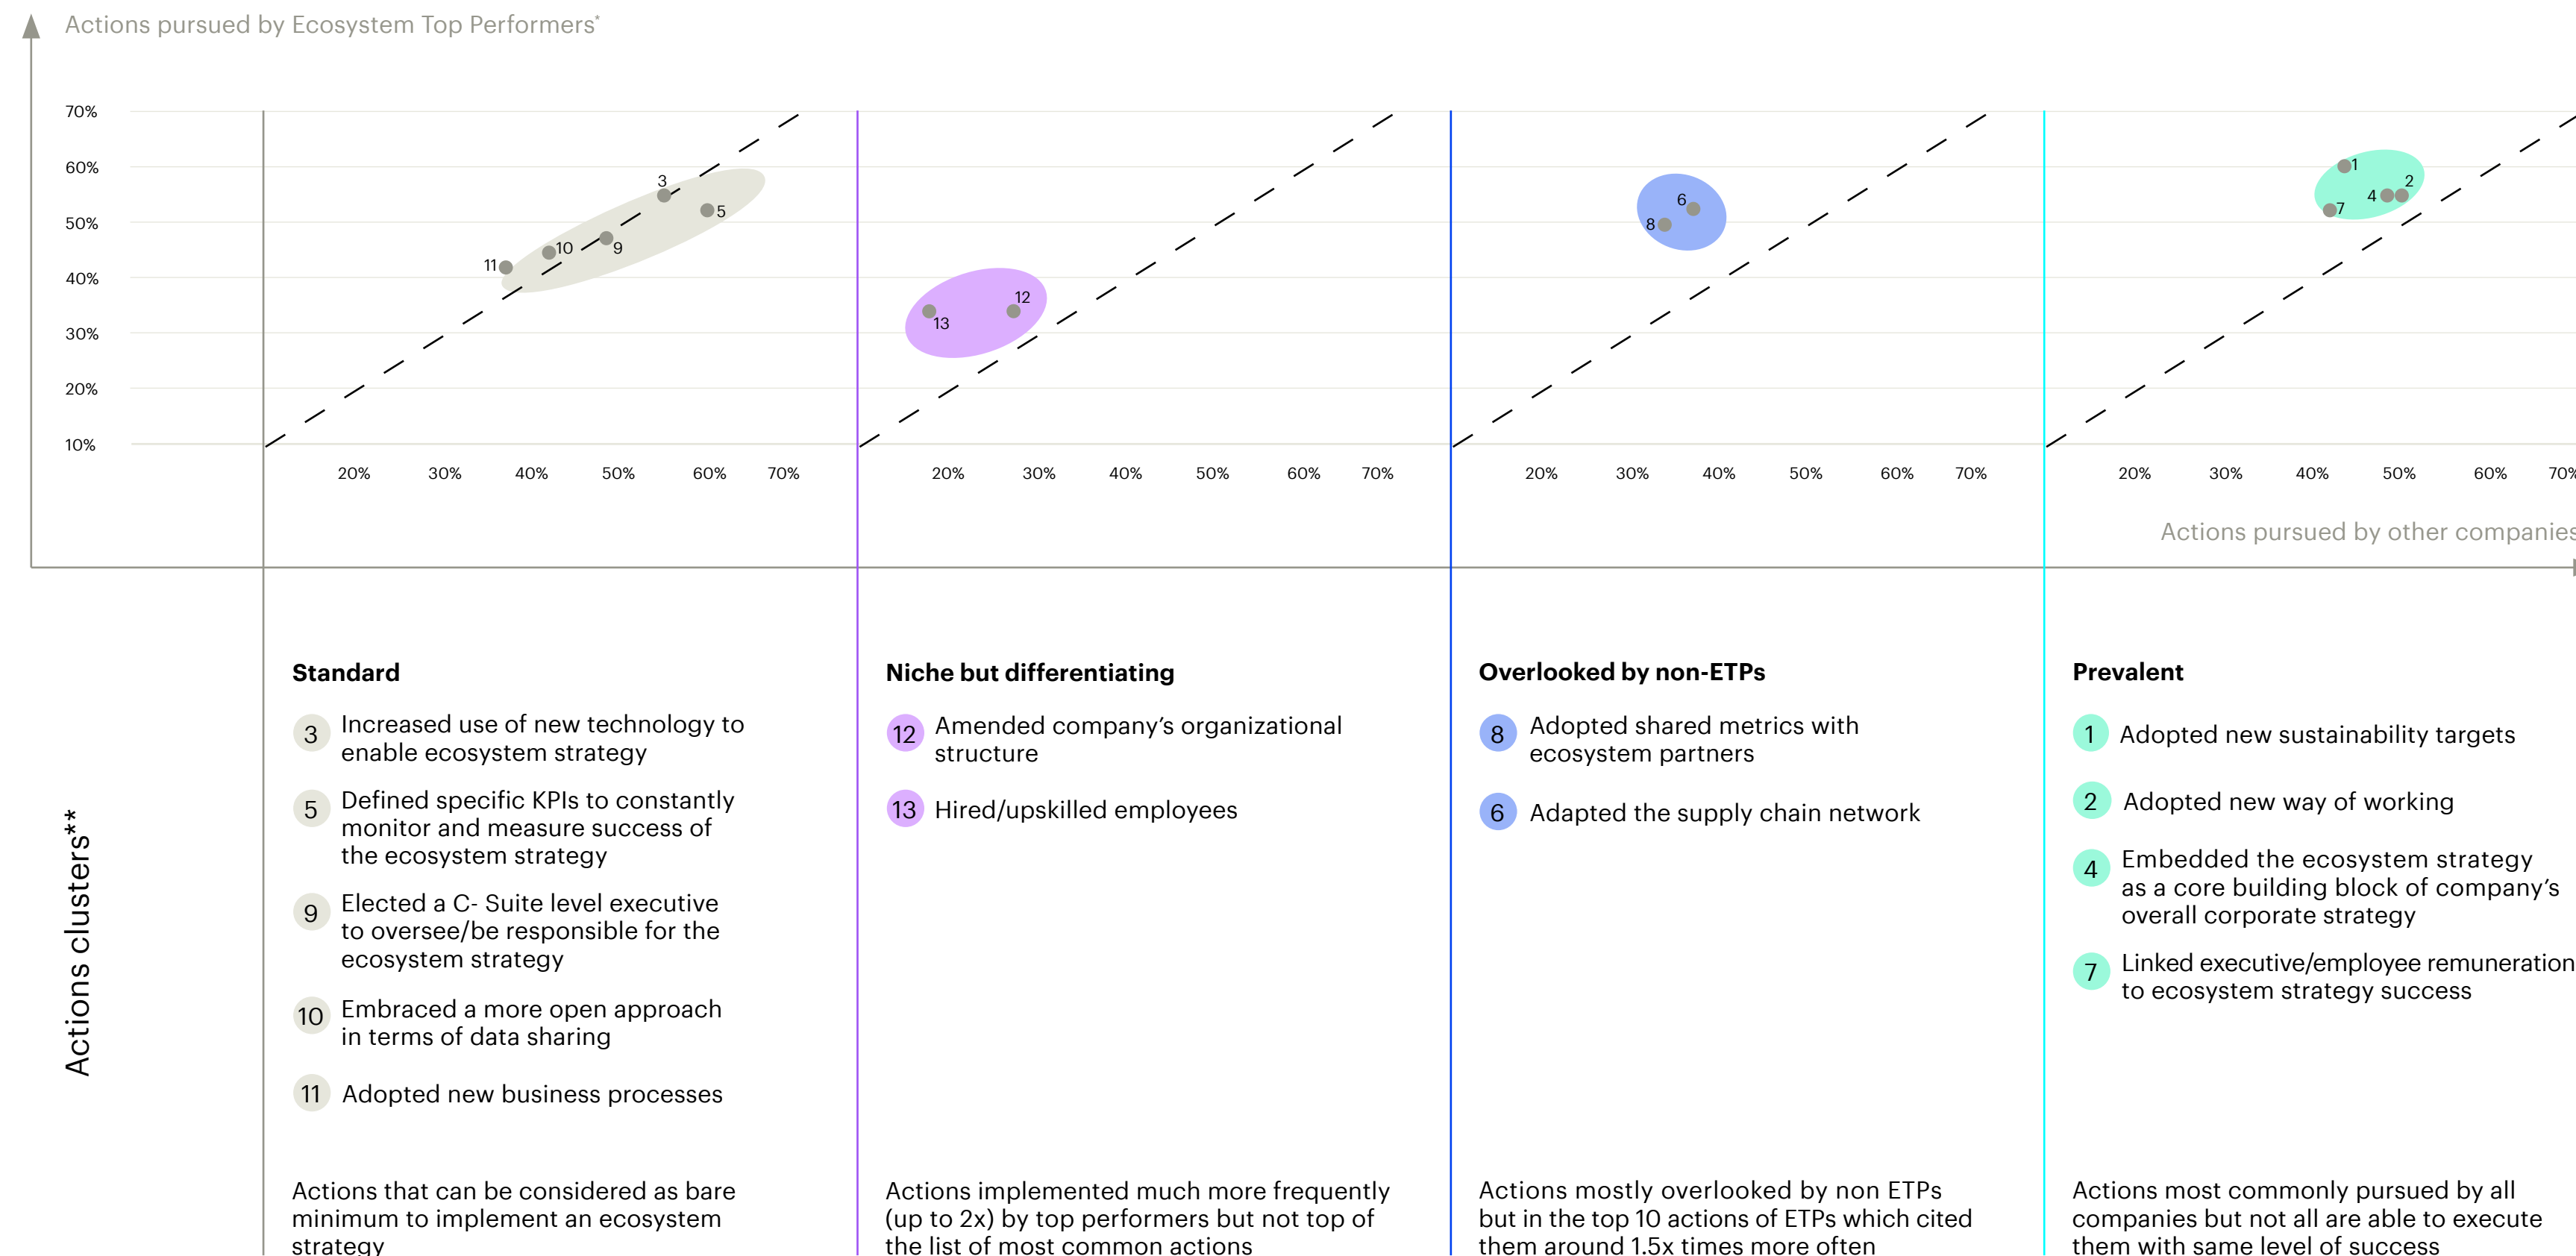 Actions pursued by Ecosystem Top Performers*
70%
60%
50%
40%
30%
20%
10%
3
5
10
9
11
12
13
6
8
1
2
4
7
20% 30% 40% 50% 60% 70%
20% 30% 40% 50% 60% 70%
20% 30% 40% 50% 60% 70%
20% 30% 40% 50% 60% 70%
Actions pursued by other companies
Actions clusters**
Standard
3 Increased use of new technology to
enable ecosystem strategy
5 Defined specific KPIs to constantly
monitor and measure success of
the ecosystem strategy
9 Elected a C- Suite level executive
to oversee/be responsible for the
ecosystem strategy
10 Embraced a more open approach
in terms of data sharing
11 Adopted new business processes
Actions that can be considered as bare
minimum to implement an ecosystem
strategy
Niche but differentiating
12 Amended company’s organizational
structure
13 Hired/upskilled employees
Actions implemented much more frequently
(up to 2x) by top performers but not top of
the list of most common actions
Overlooked by non-ETPs
8 Adopted shared metrics with
ecosystem partners
6 Adapted the supply chain network
Actions mostly overlooked by non ETPs
but in the top 10 actions of ETPs which cited
them around 1.5x times more often
Prevalent
1 Adopted new sustainability targets
2 Adopted new way of working
4 Embedded the ecosystem strategy
as a core building block of company’s
overall corporate strategy
7 Linked executive/employee remuneration
to ecosystem strategy success
Actions most commonly pursued by all
companies but not all are able to execute
them with same level of success